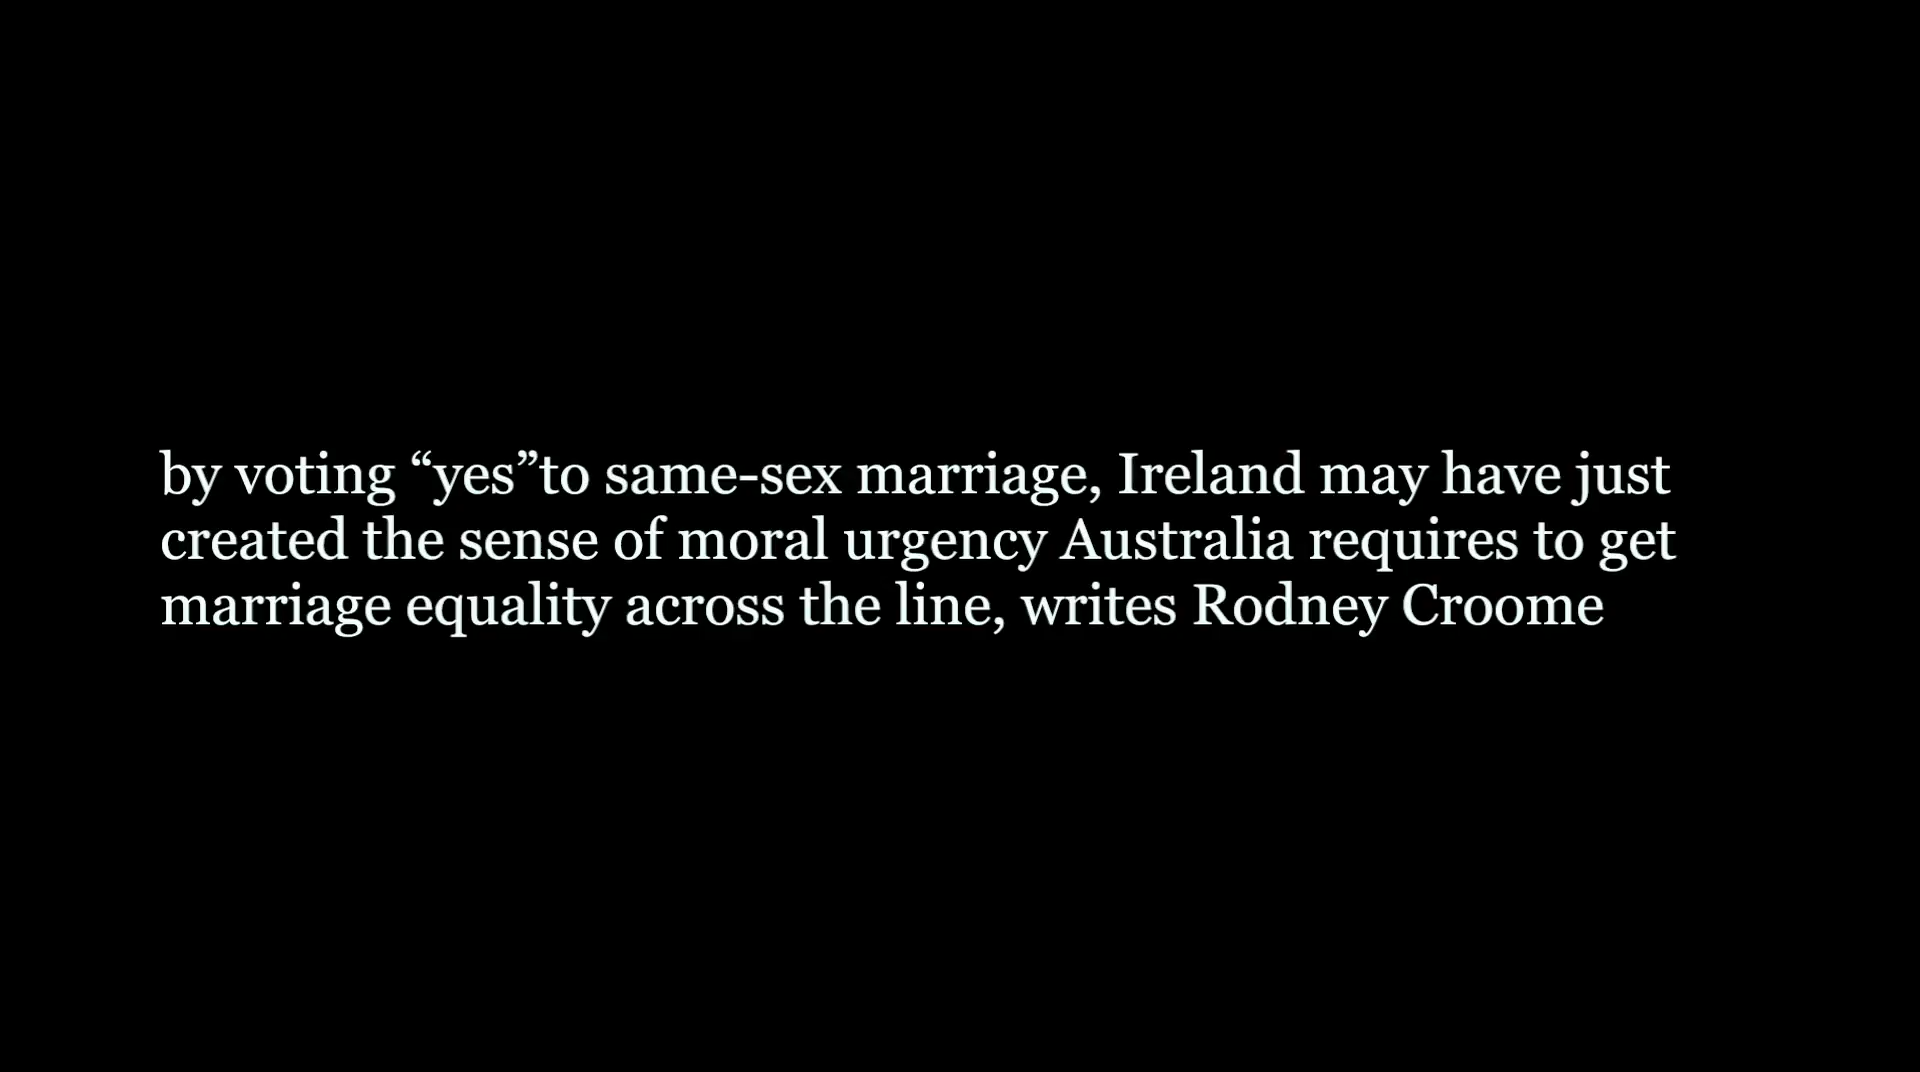 by voting “yes”to same-sex marriage, Ireland may have just
created the sense of moral urgency Australia requires to get
marriage equality across the line, writes Rodney Croome